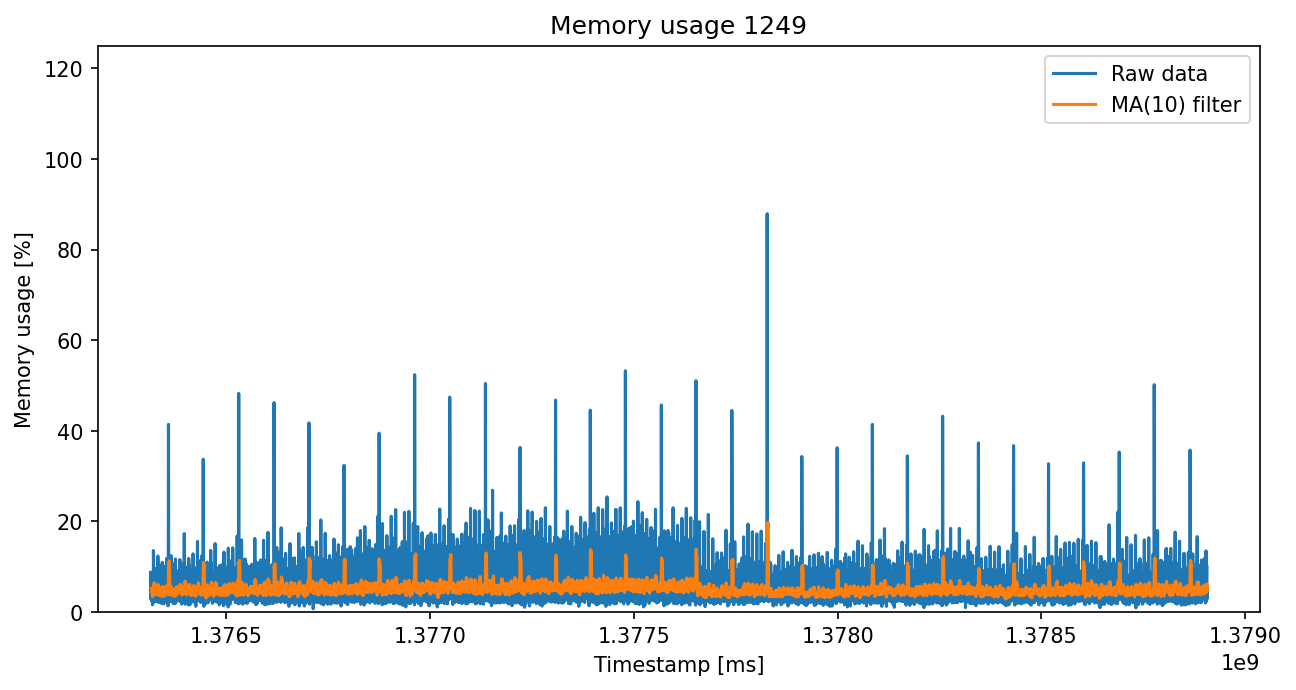 Memory usage 1249
Raw data
MA(10) filter
Memory usage [%]
120
100
80
60
40
20
0
1.3765 1.3770 1.3775 1.3780 1.3785 1.3790
1e9
Timestamp [ms]